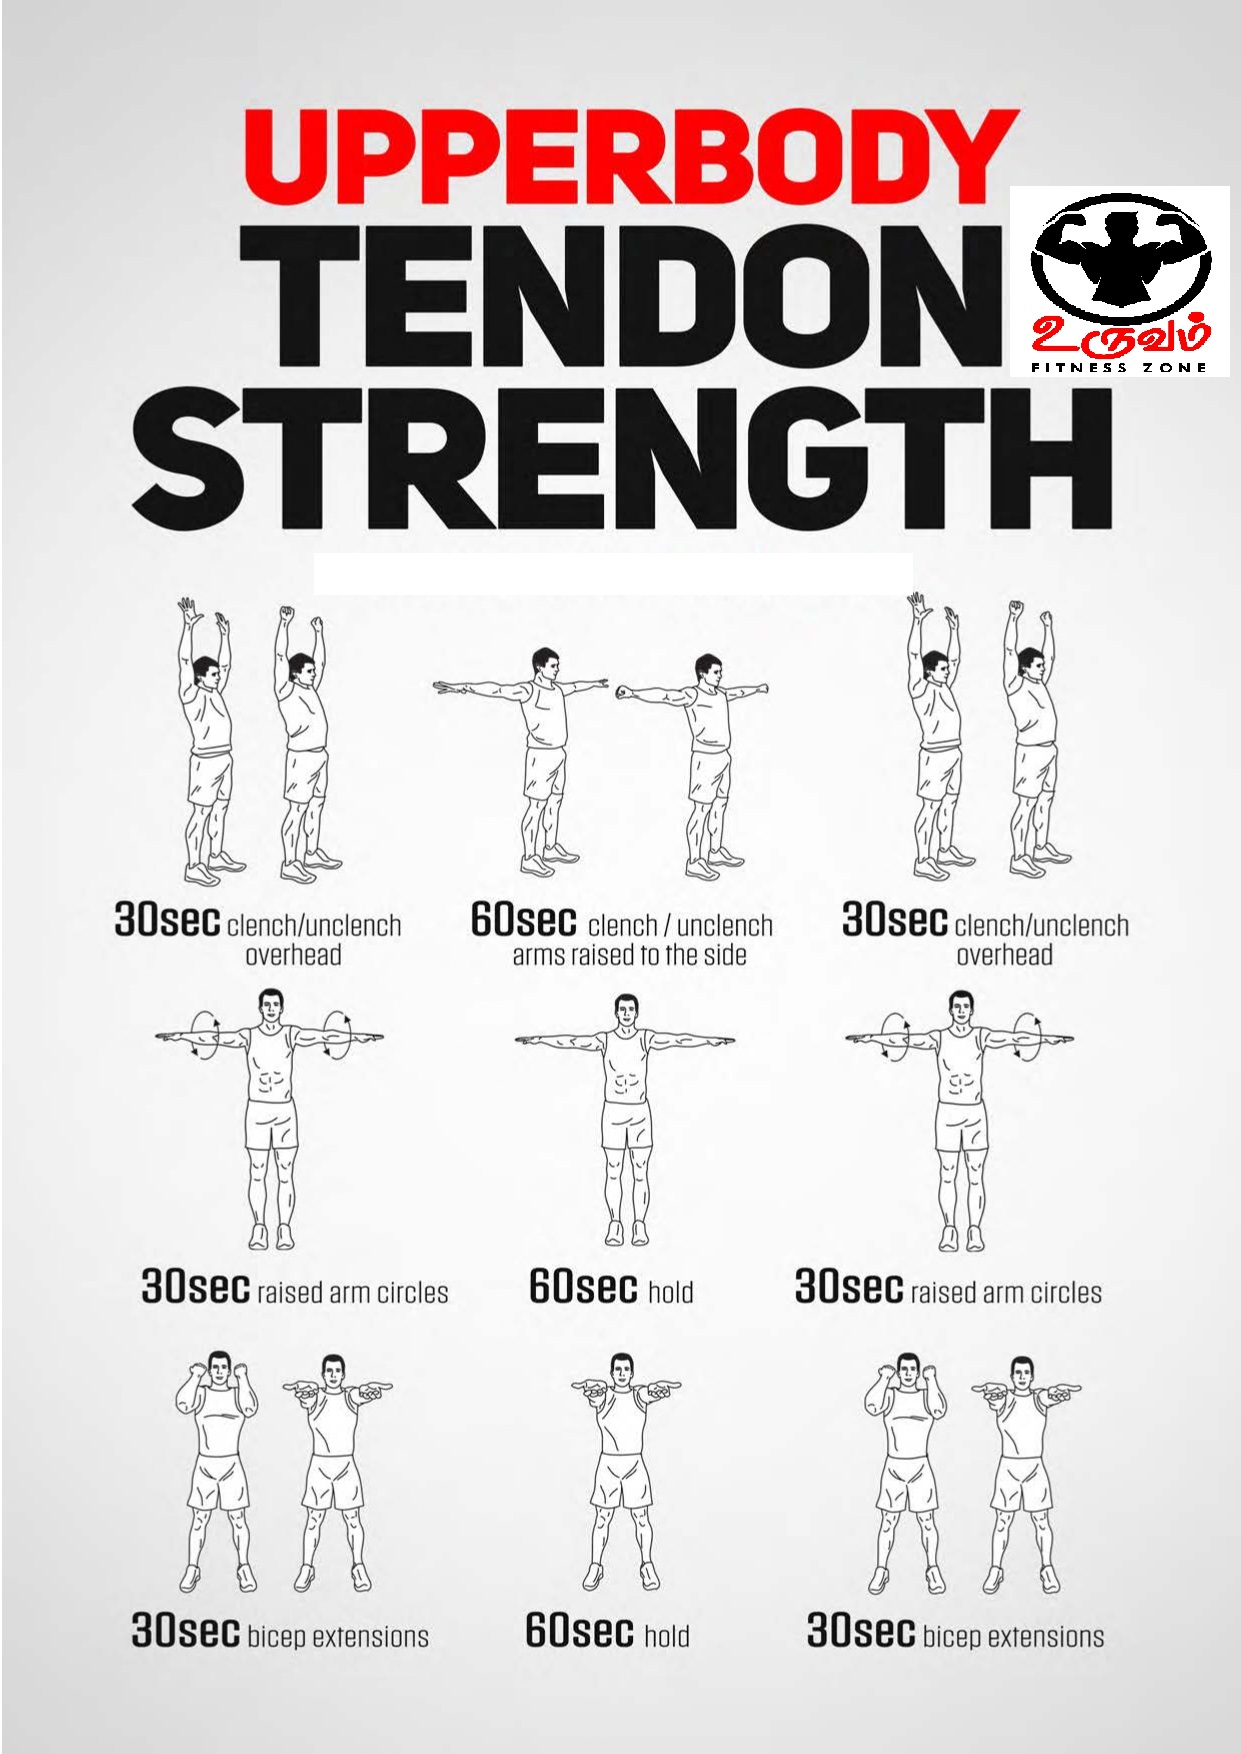 UPPERBODY
TENDON
உருவம்
FITNESS ZONE
STRENGTH
30sec clench/unclench
overhead
60sec clench / unclench
arms raised to the side
30sec clench/unclench
overhead
30sec raised arm circles
60sec hold
30sec raised arm circles
30sec bicep extensions
60sec hold
30sec bicep extensions